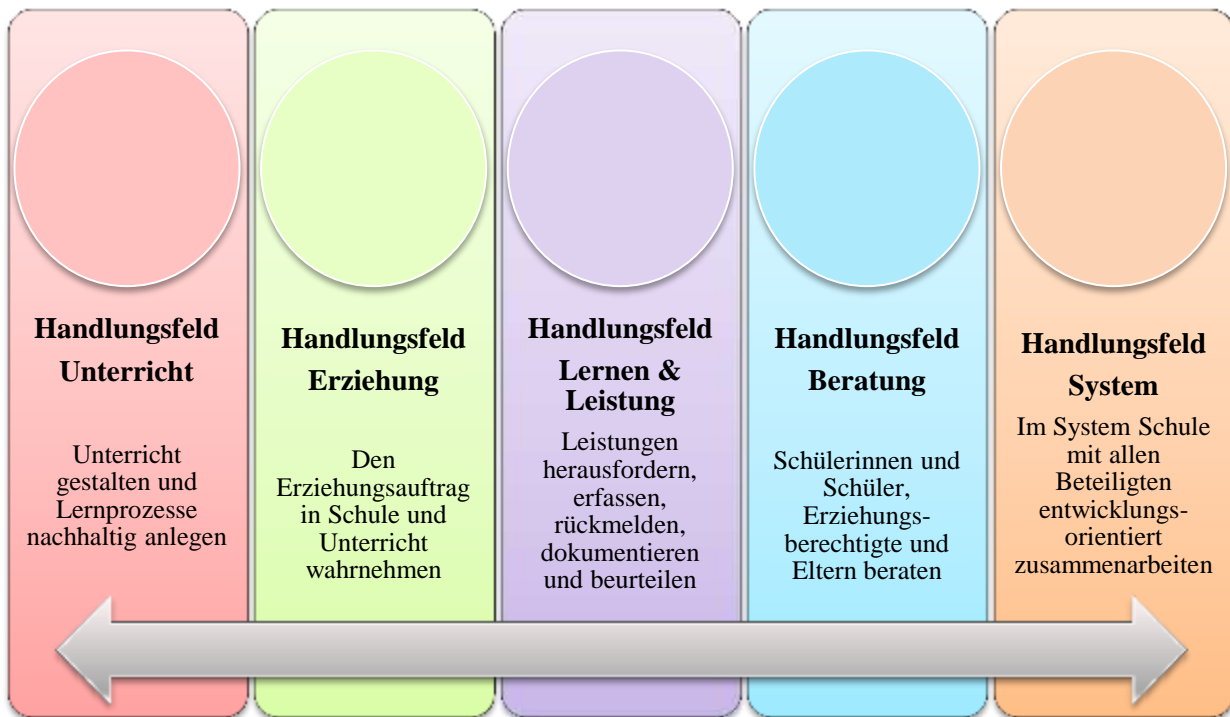 Handlungsfeld
Unterricht
Unterricht
gestalten und
Lernprozesse
nachhaltig anlegen
Handlungsfeld
Erziehung
Den
Erziehungsauftrag
in Schule und
Unterricht
wahrnehmen
Handlungsfeld
Lernen &
Leistung
Leistungen
herausfordern,
erfassen,
rückmelden,
dokumentieren
und beurteilen
Handlungsfeld
Beratung
Schülerinnen und
Schüler,
Erziehungs-
berechtigte und
Eltern beraten
Handlungsfeld
System
Im System Schule
mit allen
Beteiligten
entwicklungs-
orientiert
zusammenarbeiten